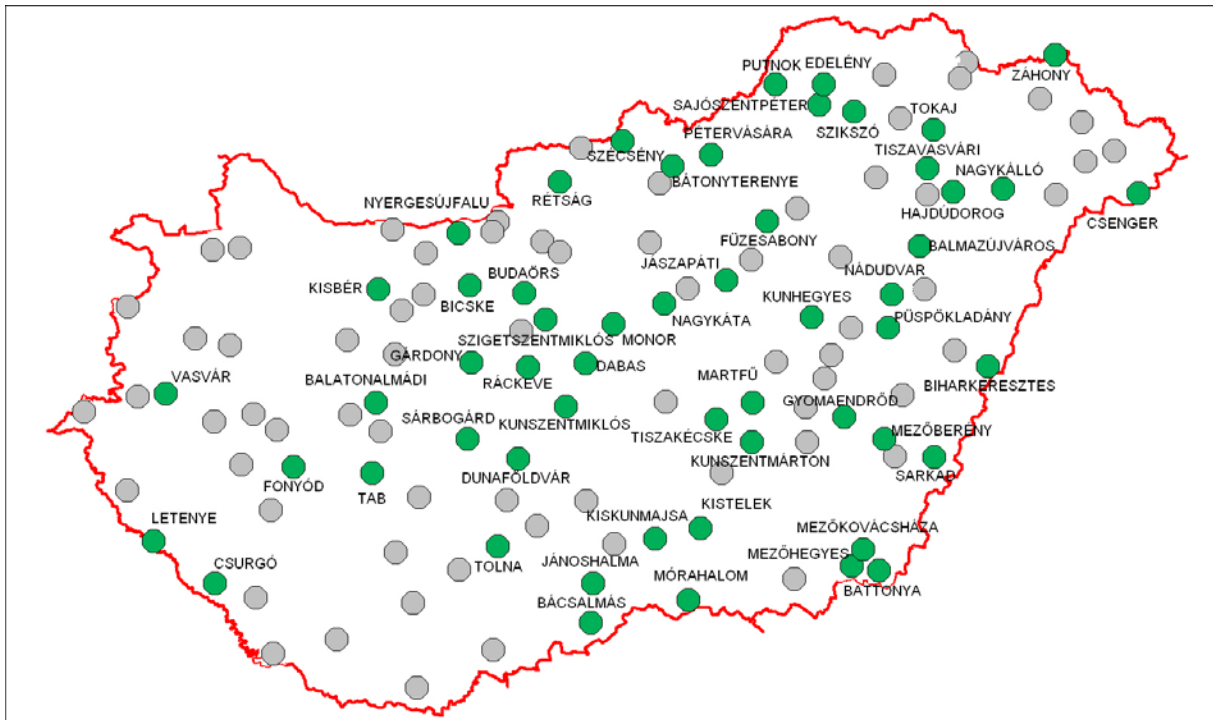 PUTNOK
EDELÉNY
ZÁHONY
SAJÓSZENTPÉTER
TOKAJ
SZIKSZÓ
PÉTERVÁSÁRA
SZÉCSÉNY
TISZAVASVÁRI
NAGYKÁLLÓ
BÁTONYTERENYE
RÉTSÁG
NYERGESÚJFALU
HAJDÚDOROG
CSENGER
FÜZESABONY
BALMAZÚJVÁROS
JÁSZAPÁTI
NÁDUDVAR
BUDAÖRS
KISBÉR
BICSKE
KUNHEGYES
NAGYKÁTA
PÜSPÖKLADÁNY
SZIGETSZENTMIKLÓS
MONOR
GÁRDONY
DABAS
MARTFŰ
VASVÁR
BALATONALMÁDI
RÁCKEVE
BIHARKERESZTES
SÁRBOGÁRD
KUNSZENTMIKLÓS
GYOMAENDRŐD
TISZAKÉCSKE
MEZŐBERÉNY
KUNSZENTMÁRTON
FONYÓD
TAB
DUNAFÖLDVÁR
SARKAD
KISTELEK
LETENYE
KISKUNMAJSA
MEZŐKOVÁCSHÁZA
CSURGÓ
TOLNA
JÁNOSHALMA
MEZŐHEGYES
MÓRAHALOM
BATTONYA
BÁCSALMÁS